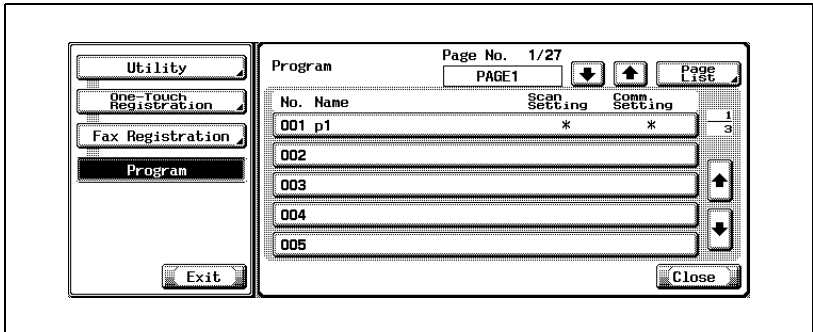 Utility
One-Touch
Registration
Fax Registration
Program
Exit
Program
Page No. 1/27
PAGE1
Page
List
No. Name
Scan
Setting
Comm.
Setting
001 p1 * *
002
003
004
005
1
3
Close